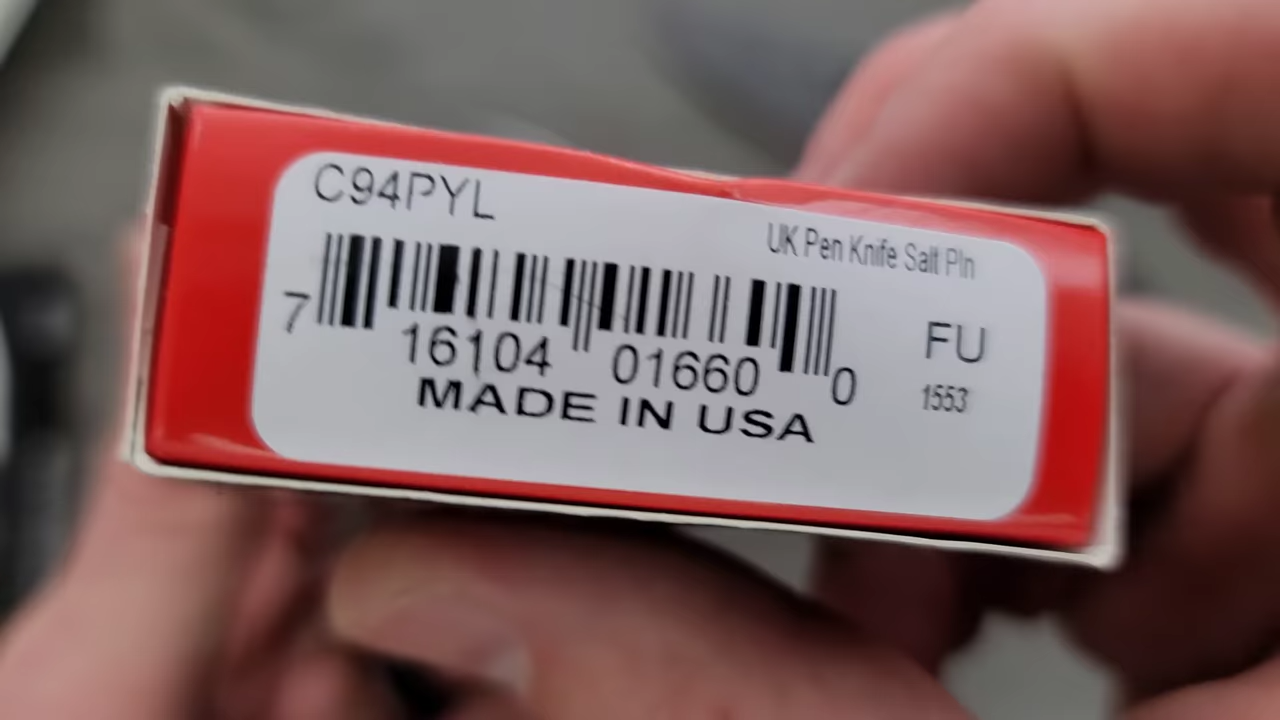 C94PYL
UK Pen Knife Salt Pln
7 16104 01660 0
FU
1553
MADE IN USA